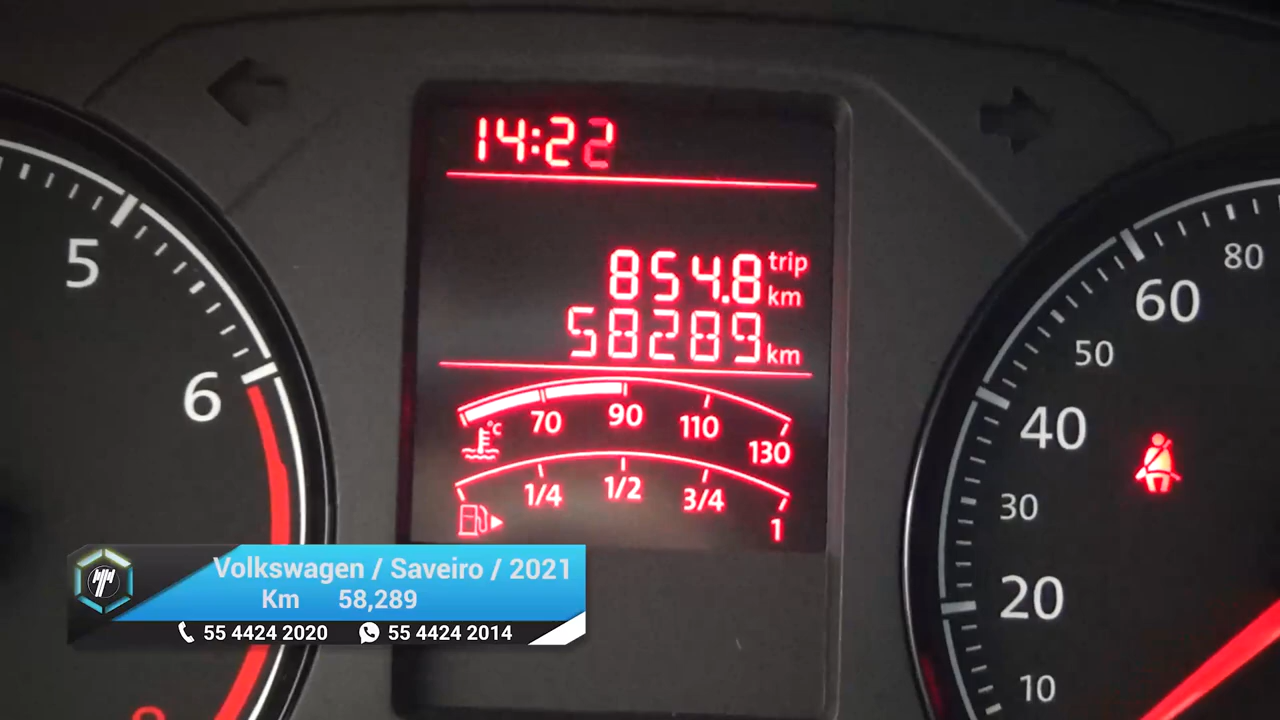 14:22
854.8 trip km
58289 km
70 90 110 130
°C
1/4 1/2 3/4 1
5
6
80
60
50
40
30
20
10
Volkswagen / Saveiro / 2021
Km 58,289
55 4424 2020 55 4424 2014